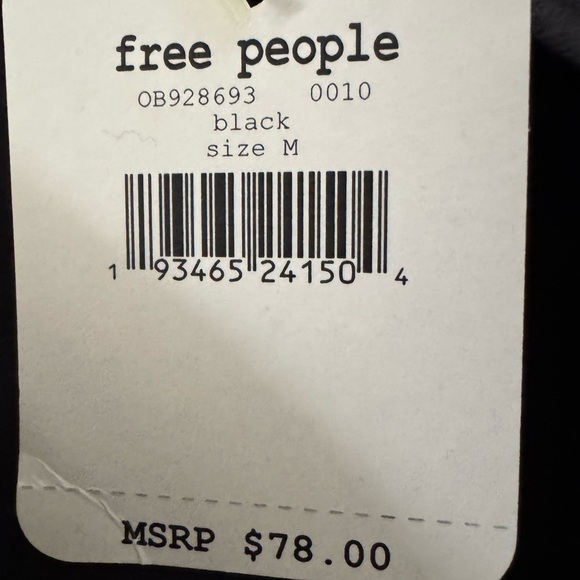 free people
OB928693 0010
black
size M
1 93465 24150 4
MSRP $78.00